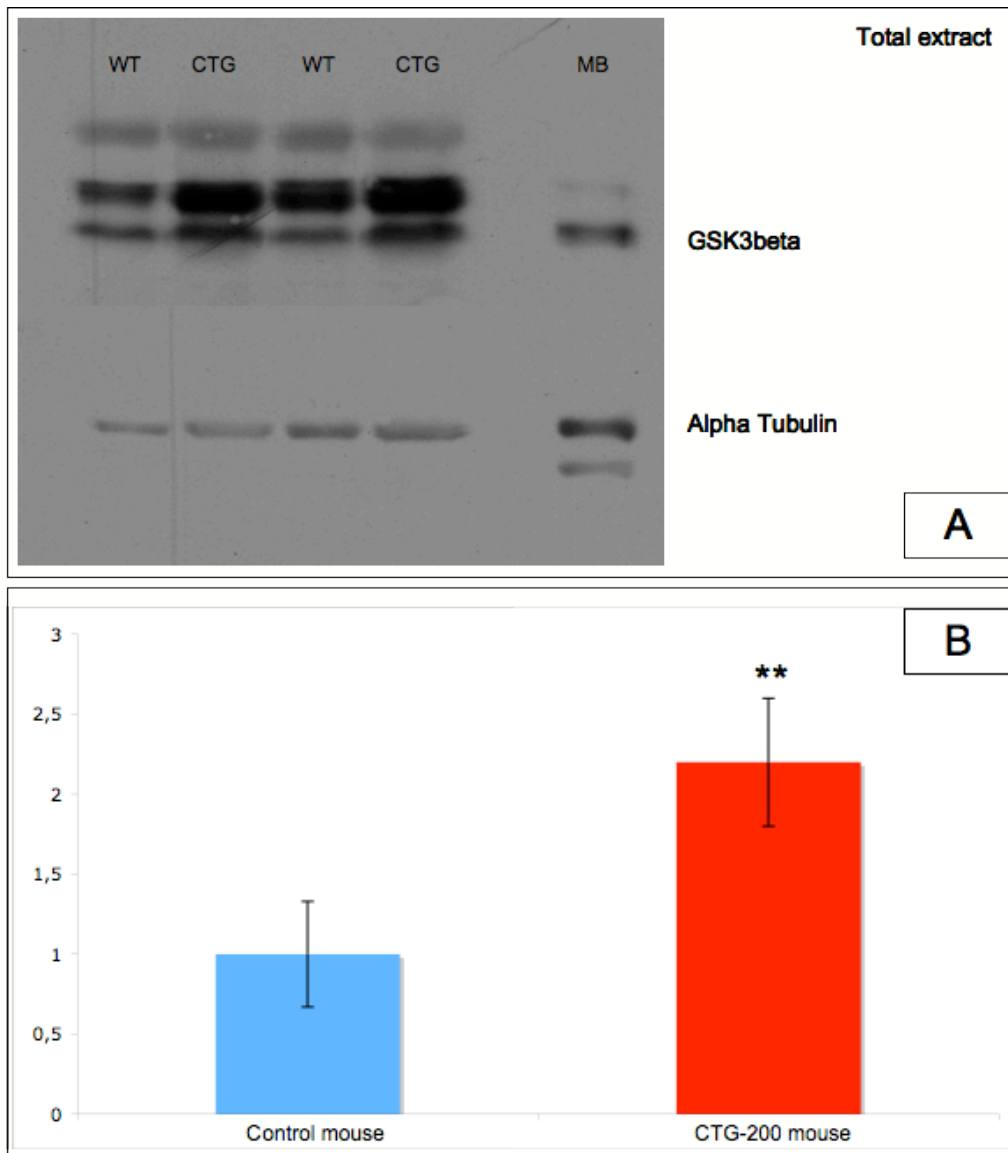 Total extract
WT CTG WT CTG MB
GSK3beta
Alpha Tubulin
A
B
3
**
2,5
2
1,5
1
0,5
0
Control mouse CTG-200 mouse